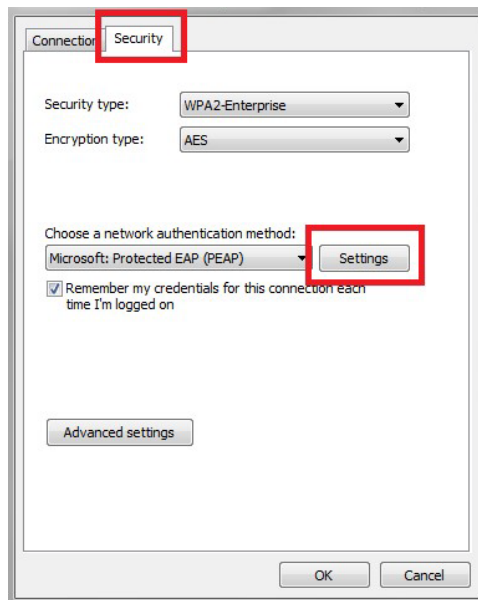 Connection Security
Security type: WPA2-Enterprise
Encryption type: AES
Choose a network authentication method:
Microsoft: Protected EAP (PEAP) Settings
Remember my credentials for this connection each
time I'm logged on
Advanced settings
OK Cancel